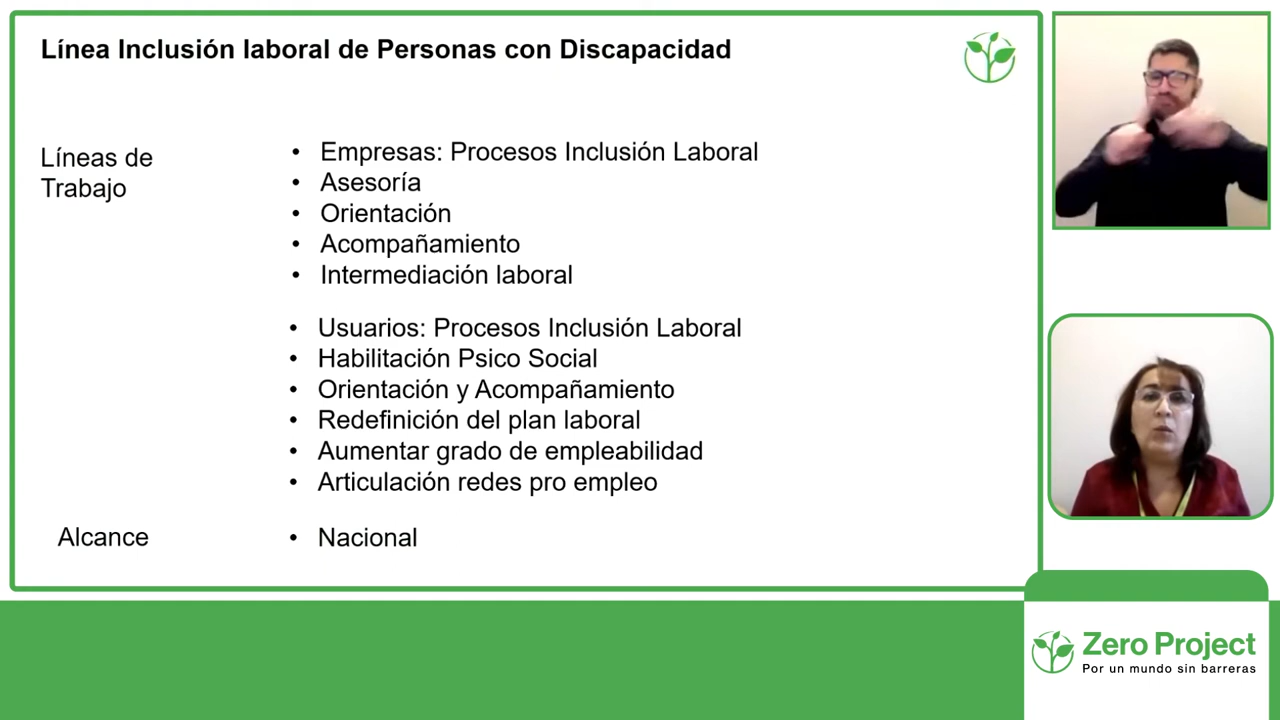 Línea Inclusión laboral de Personas con Discapacidad
Líneas de
Trabajo
• Empresas: Procesos Inclusión Laboral
• Asesoría
• Orientación
• Acompañamiento
• Intermediación laboral
• Usuarios: Procesos Inclusión Laboral
• Habilitación Psico Social
• Orientación y Acompañamiento
• Redefinición del plan laboral
• Aumentar grado de empleabilidad
• Articulación redes pro empleo
Alcance
• Nacional
Zero Project
Por un mundo sin barreras